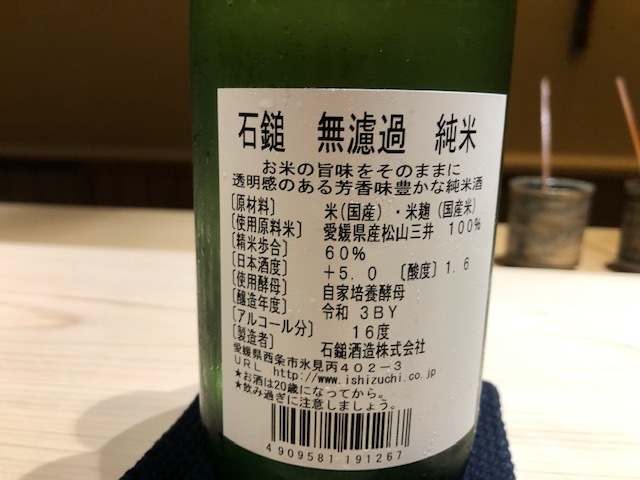 石鎚 無濾過 純米
お米の旨味をそのままに
透明感のある芳香味豊かな純米酒
〔原材料〕 米(国産)・米麹(国産米)
〔使用原料米〕 愛媛県産松山三井 100%
〔精米歩合〕 60%
〔日本酒度〕 +5.0 〔酸度〕1.6
〔使用酵母〕 自家培養酵母
〔醸造年度〕 令和 3BY
〔アルコール分〕 16度
〔製造者〕 石鎚酒造株式会社
愛媛県西条市氷見丙402-3
URL http://www.ishizuchi.co.jp
★お酒は20歳になってから。
★飲み過ぎに注意しましょう。
4909581 191267